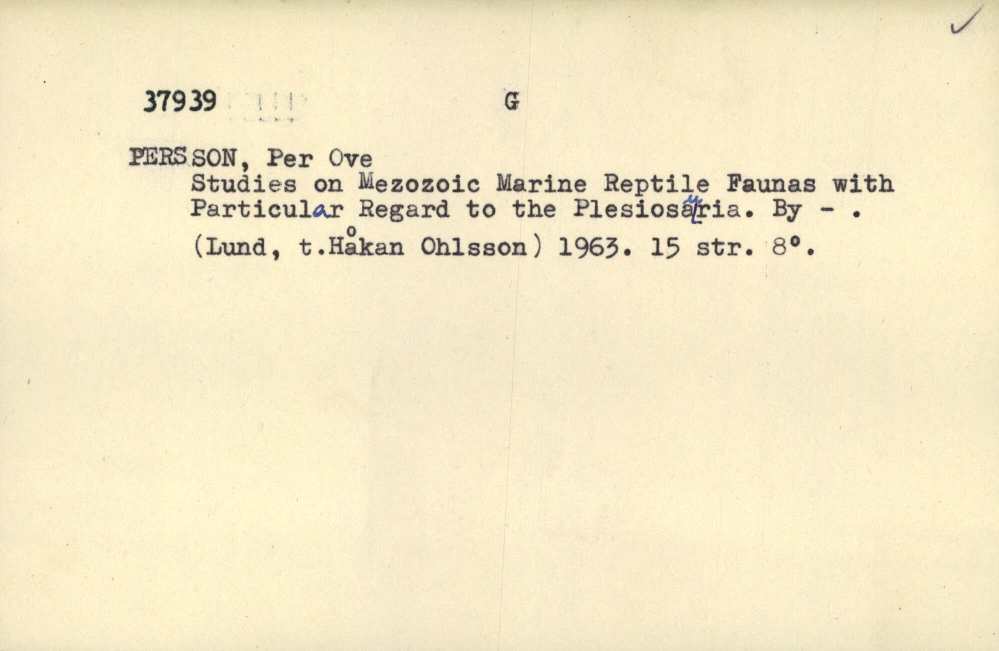 37939 G
PERSSON, Per Ove
Studies on Mezozoic Marine Reptile Faunas with
Particular Regard to the Plesiosauria. By - .
(Lund, t.Håkan Ohlsson) 1963. 15 str. 8°.